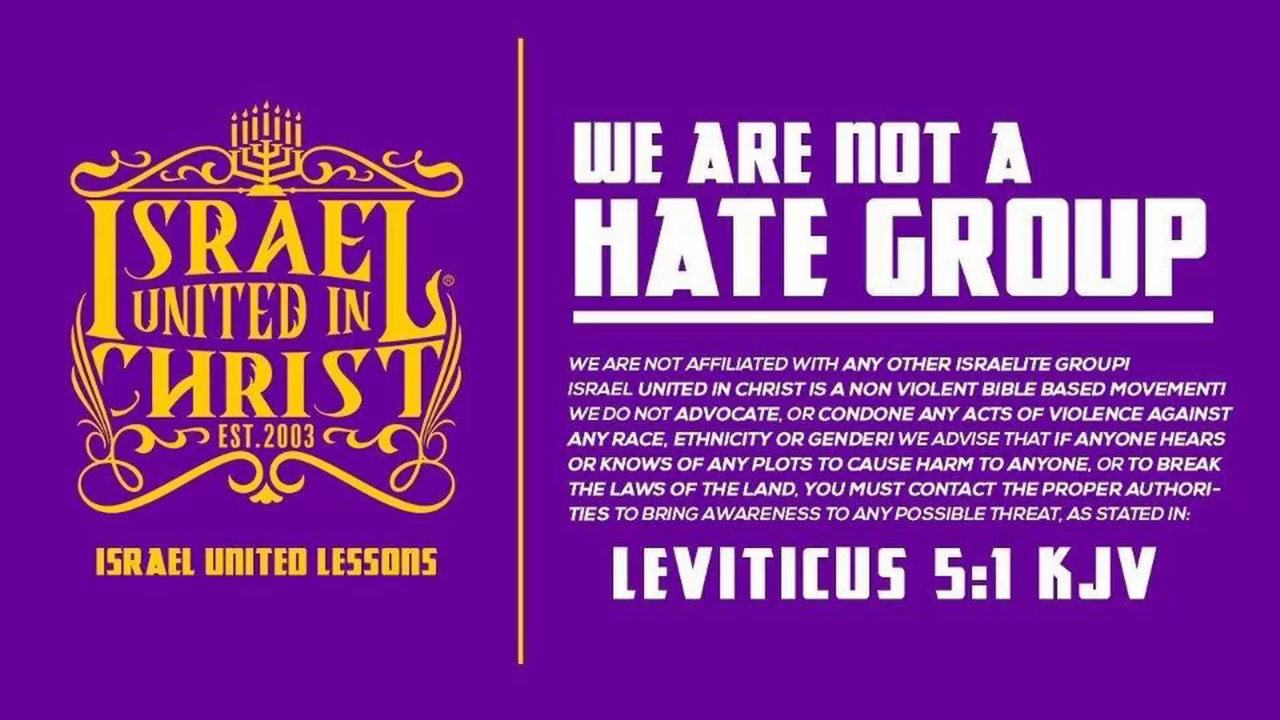 ISRAEL
UNITED IN
CHRIST
EST.2003
ISRAEL UNITED LESSONS
WE ARE NOT A
HATE GROUP
WE ARE NOT AFFILIATED WITH ANY OTHER ISRAELITE GROUP!
ISRAEL UNITED IN CHRIST IS A NON VIOLENT BIBLE BASED MOVEMENT!
WE DO NOT ADVOCATE, OR CONDONE ANY ACTS OF VIOLENCE AGAINST
ANY RACE, ETHNICITY OR GENDER! WE ADVISE THAT IF ANYONE HEARS
OR KNOWS OF ANY PLOTS TO CAUSE HARM TO ANYONE, OR TO BREAK
THE LAWS OF THE LAND, YOU MUST CONTACT THE PROPER AUTHORI-
TIES TO BRING AWARENESS TO ANY POSSIBLE THREAT, AS STATED IN:
LEVITICUS 5:1 KJV